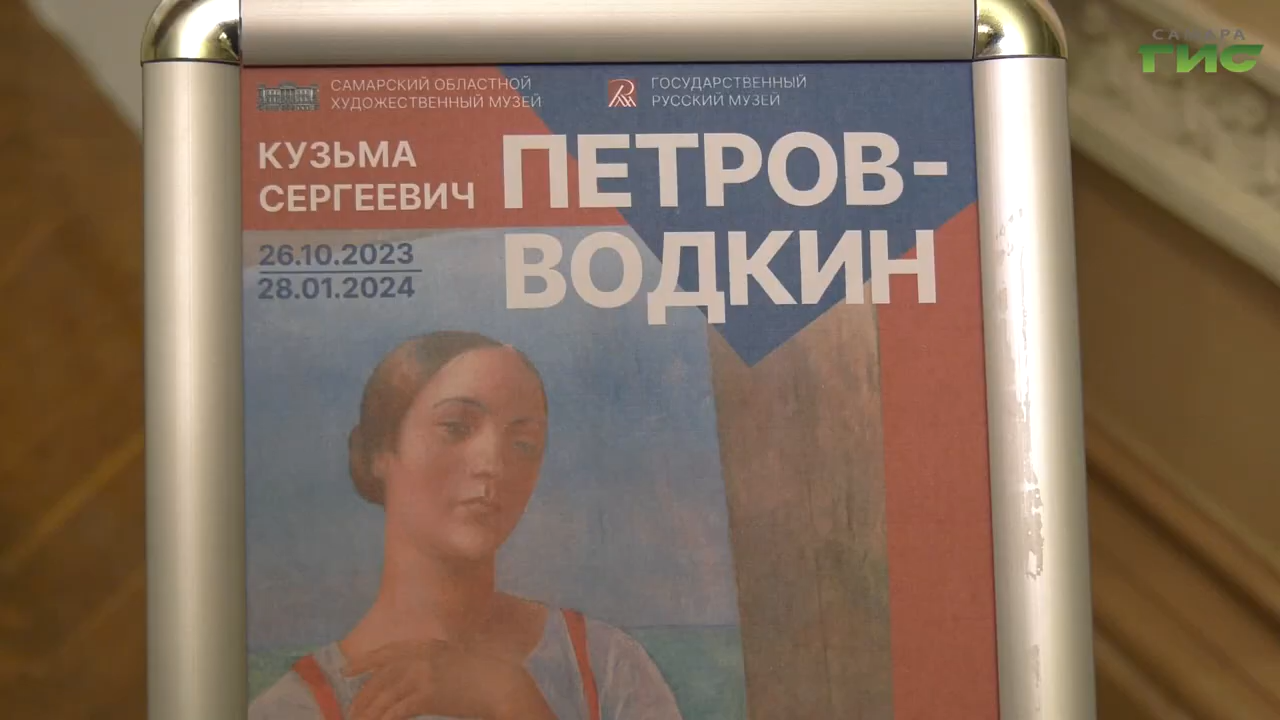 САМАРА
ГИС
САМАРСКИЙ ОБЛАСТНОЙ
ХУДОЖЕСТВЕННЫЙ МУЗЕЙ
ГОСУДАРСТВЕННЫЙ
РУССКИЙ МУЗЕЙ
КУЗЬМА
СЕРГЕЕВИЧ
ПЕТРОВ-
ВОДКИН
26.10.2023
28.01.2024